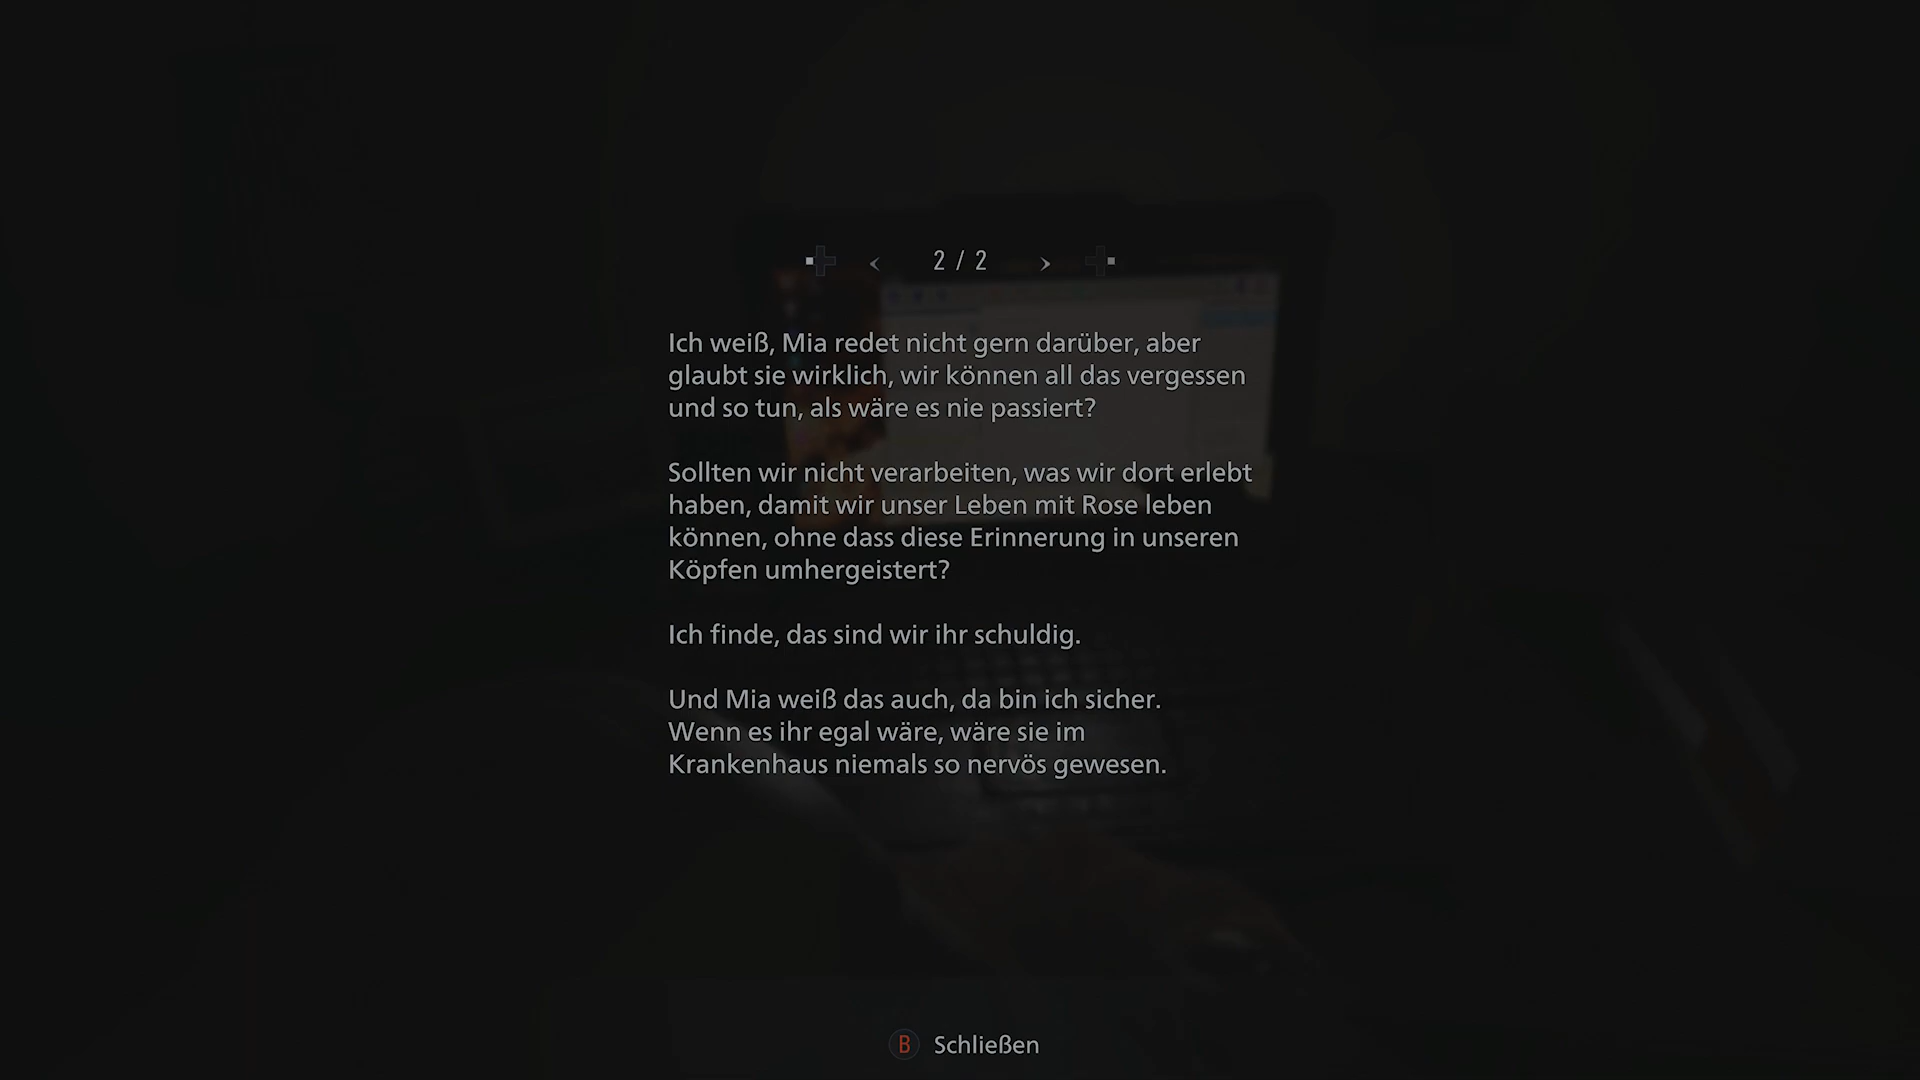 2 / 2
Ich weiß, Mia redet nicht gern darüber, aber
glaubt sie wirklich, wir können all das vergessen
und so tun, als wäre es nie passiert?
Sollten wir nicht verarbeiten, was wir dort erlebt
haben, damit wir unser Leben mit Rose leben
können, ohne dass diese Erinnerung in unseren
Köpfen umhergeistert?
Ich finde, das sind wir ihr schuldig.
Und Mia weiß das auch, da bin ich sicher.
Wenn es ihr egal wäre, wäre sie im
Krankenhaus niemals so nervös gewesen.
B Schließen